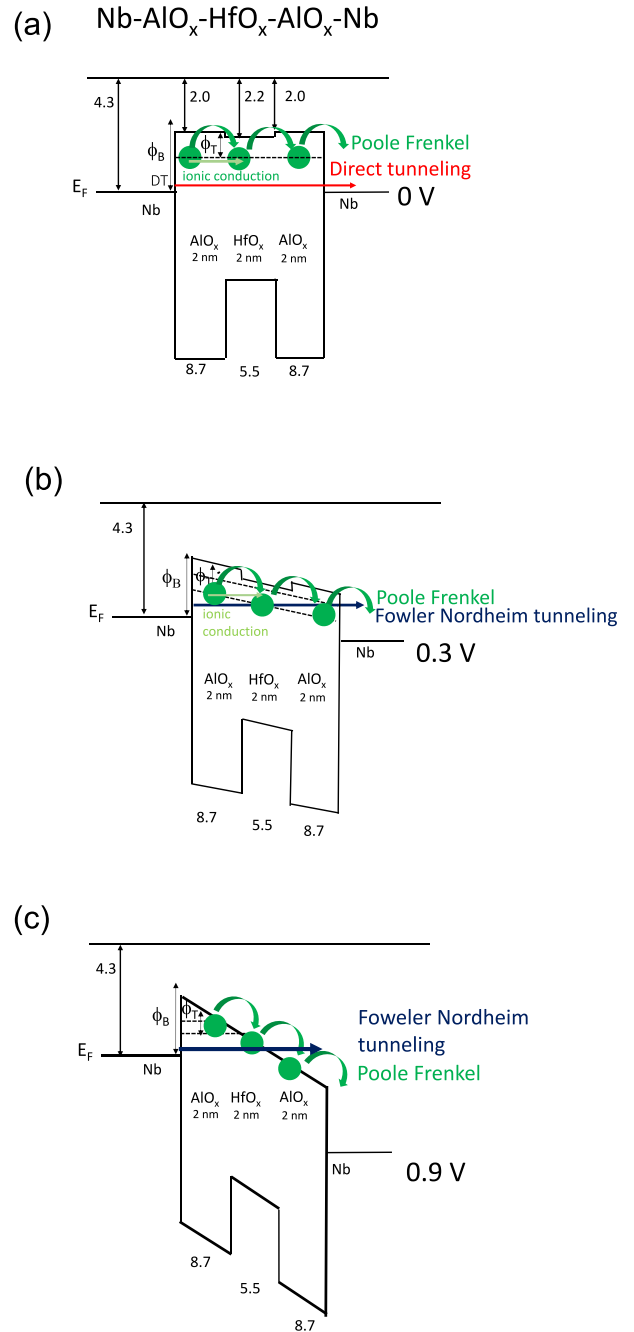 (a)
Nb-AlOₓ-HfOₓ-AlOₓ-Nb
4.3
2.0
2.2
2.0
ϕB
ϕT
Poole Frenkel
ionic conduction
Direct tunneling
DT
EF
Nb
Nb
0 V
AlOₓ HfOₓ AlOₓ
2 nm 2 nm 2 nm
8.7
5.5
8.7
(b)
4.3
ϕB
ϕT
Poole Frenkel
Fowler Nordheim tunneling
ionic
conduction
EF
Nb
Nb
0.3 V
AlOₓ HfOₓ AlOₓ
2 nm 2 nm 2 nm
8.7
5.5
8.7
(c)
4.3
ϕB
ϕT
Foweler Nordheim
tunneling
Poole Frenkel
EF
Nb
AlOₓ HfOₓ AlOₓ
2 nm 2 nm 2 nm
Nb
0.9 V
8.7
5.5
8.7